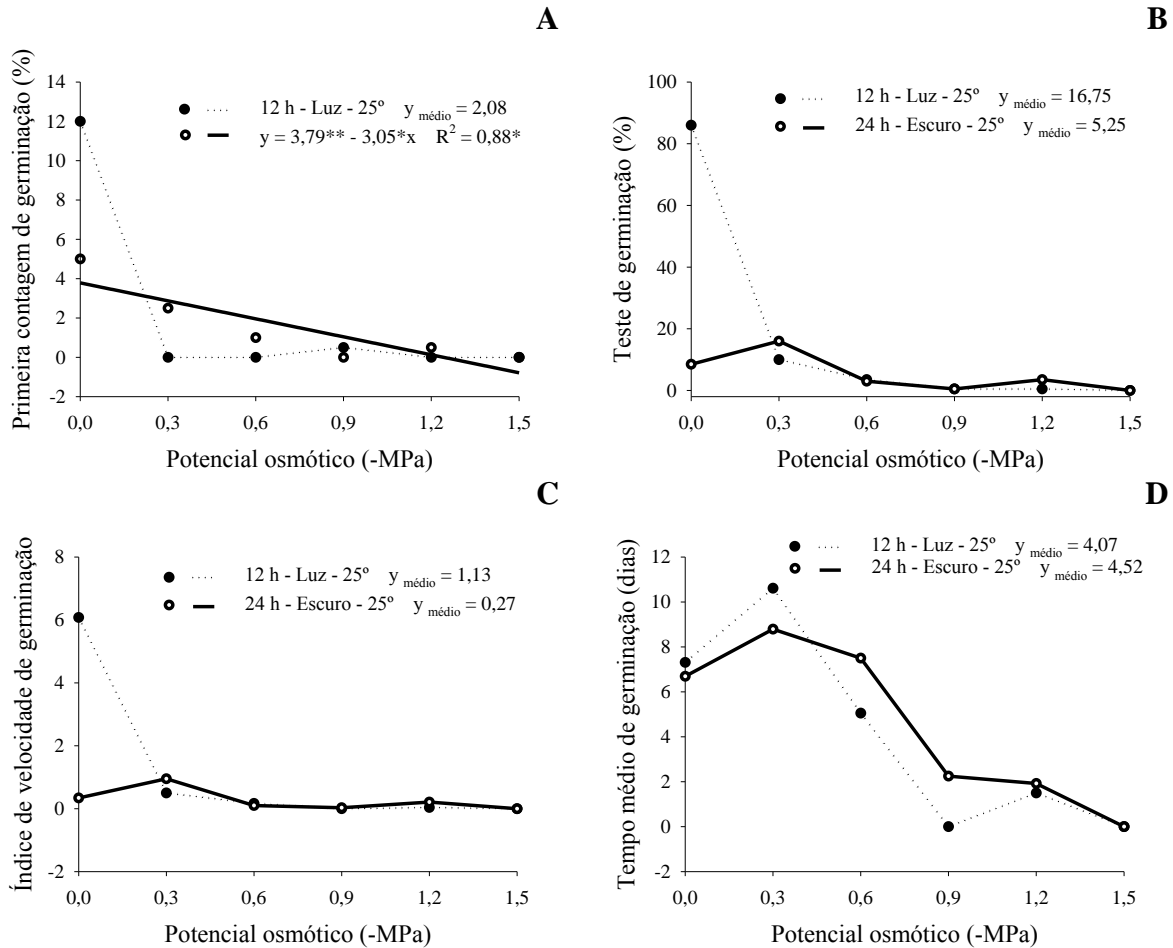 A
Primeira contagem de germinação (%)
14
12
10
8
6
4
2
0
-2
12 h - Luz - 25º y médio = 2,08
y = 3,79** - 3,05*x R² = 0,88*
0,0 0,3 0,6 0,9 1,2 1,5
Potencial osmótico (-MPa)
B
Teste de germinação (%)
100
80
60
40
20
0
12 h - Luz - 25º y médio = 16,75
24 h - Escuro - 25º y médio = 5,25
0,0 0,3 0,6 0,9 1,2 1,5
Potencial osmótico (-MPa)
C
Índice de velocidade de germinação
8
6
4
2
0
-2
12 h - Luz - 25º y médio = 1,13
24 h - Escuro - 25º y médio = 0,27
0,0 0,3 0,6 0,9 1,2 1,5
Potencial osmótico (-MPa)
D
Tempo médio de germinação (dias)
12
10
8
6
4
2
0
-2
12 h - Luz - 25º y médio = 4,07
24 h - Escuro - 25º y médio = 4,52
0,0 0,3 0,6 0,9 1,2 1,5
Potencial osmótico (-MPa)